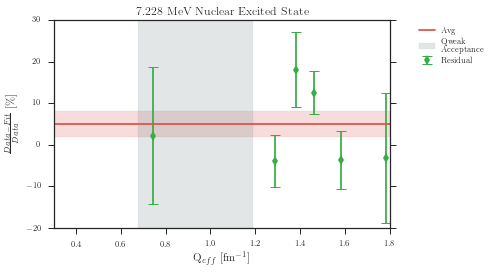 7.228 MeV Nuclear Excited State
30
20
10
0
−10
−20
Data−Fit
Data
[%]
0.4 0.6 0.8 1.0 1.2 1.4 1.6 1.8
Qeff [fm−1]
Avg
Qweak
Acceptance
Residual